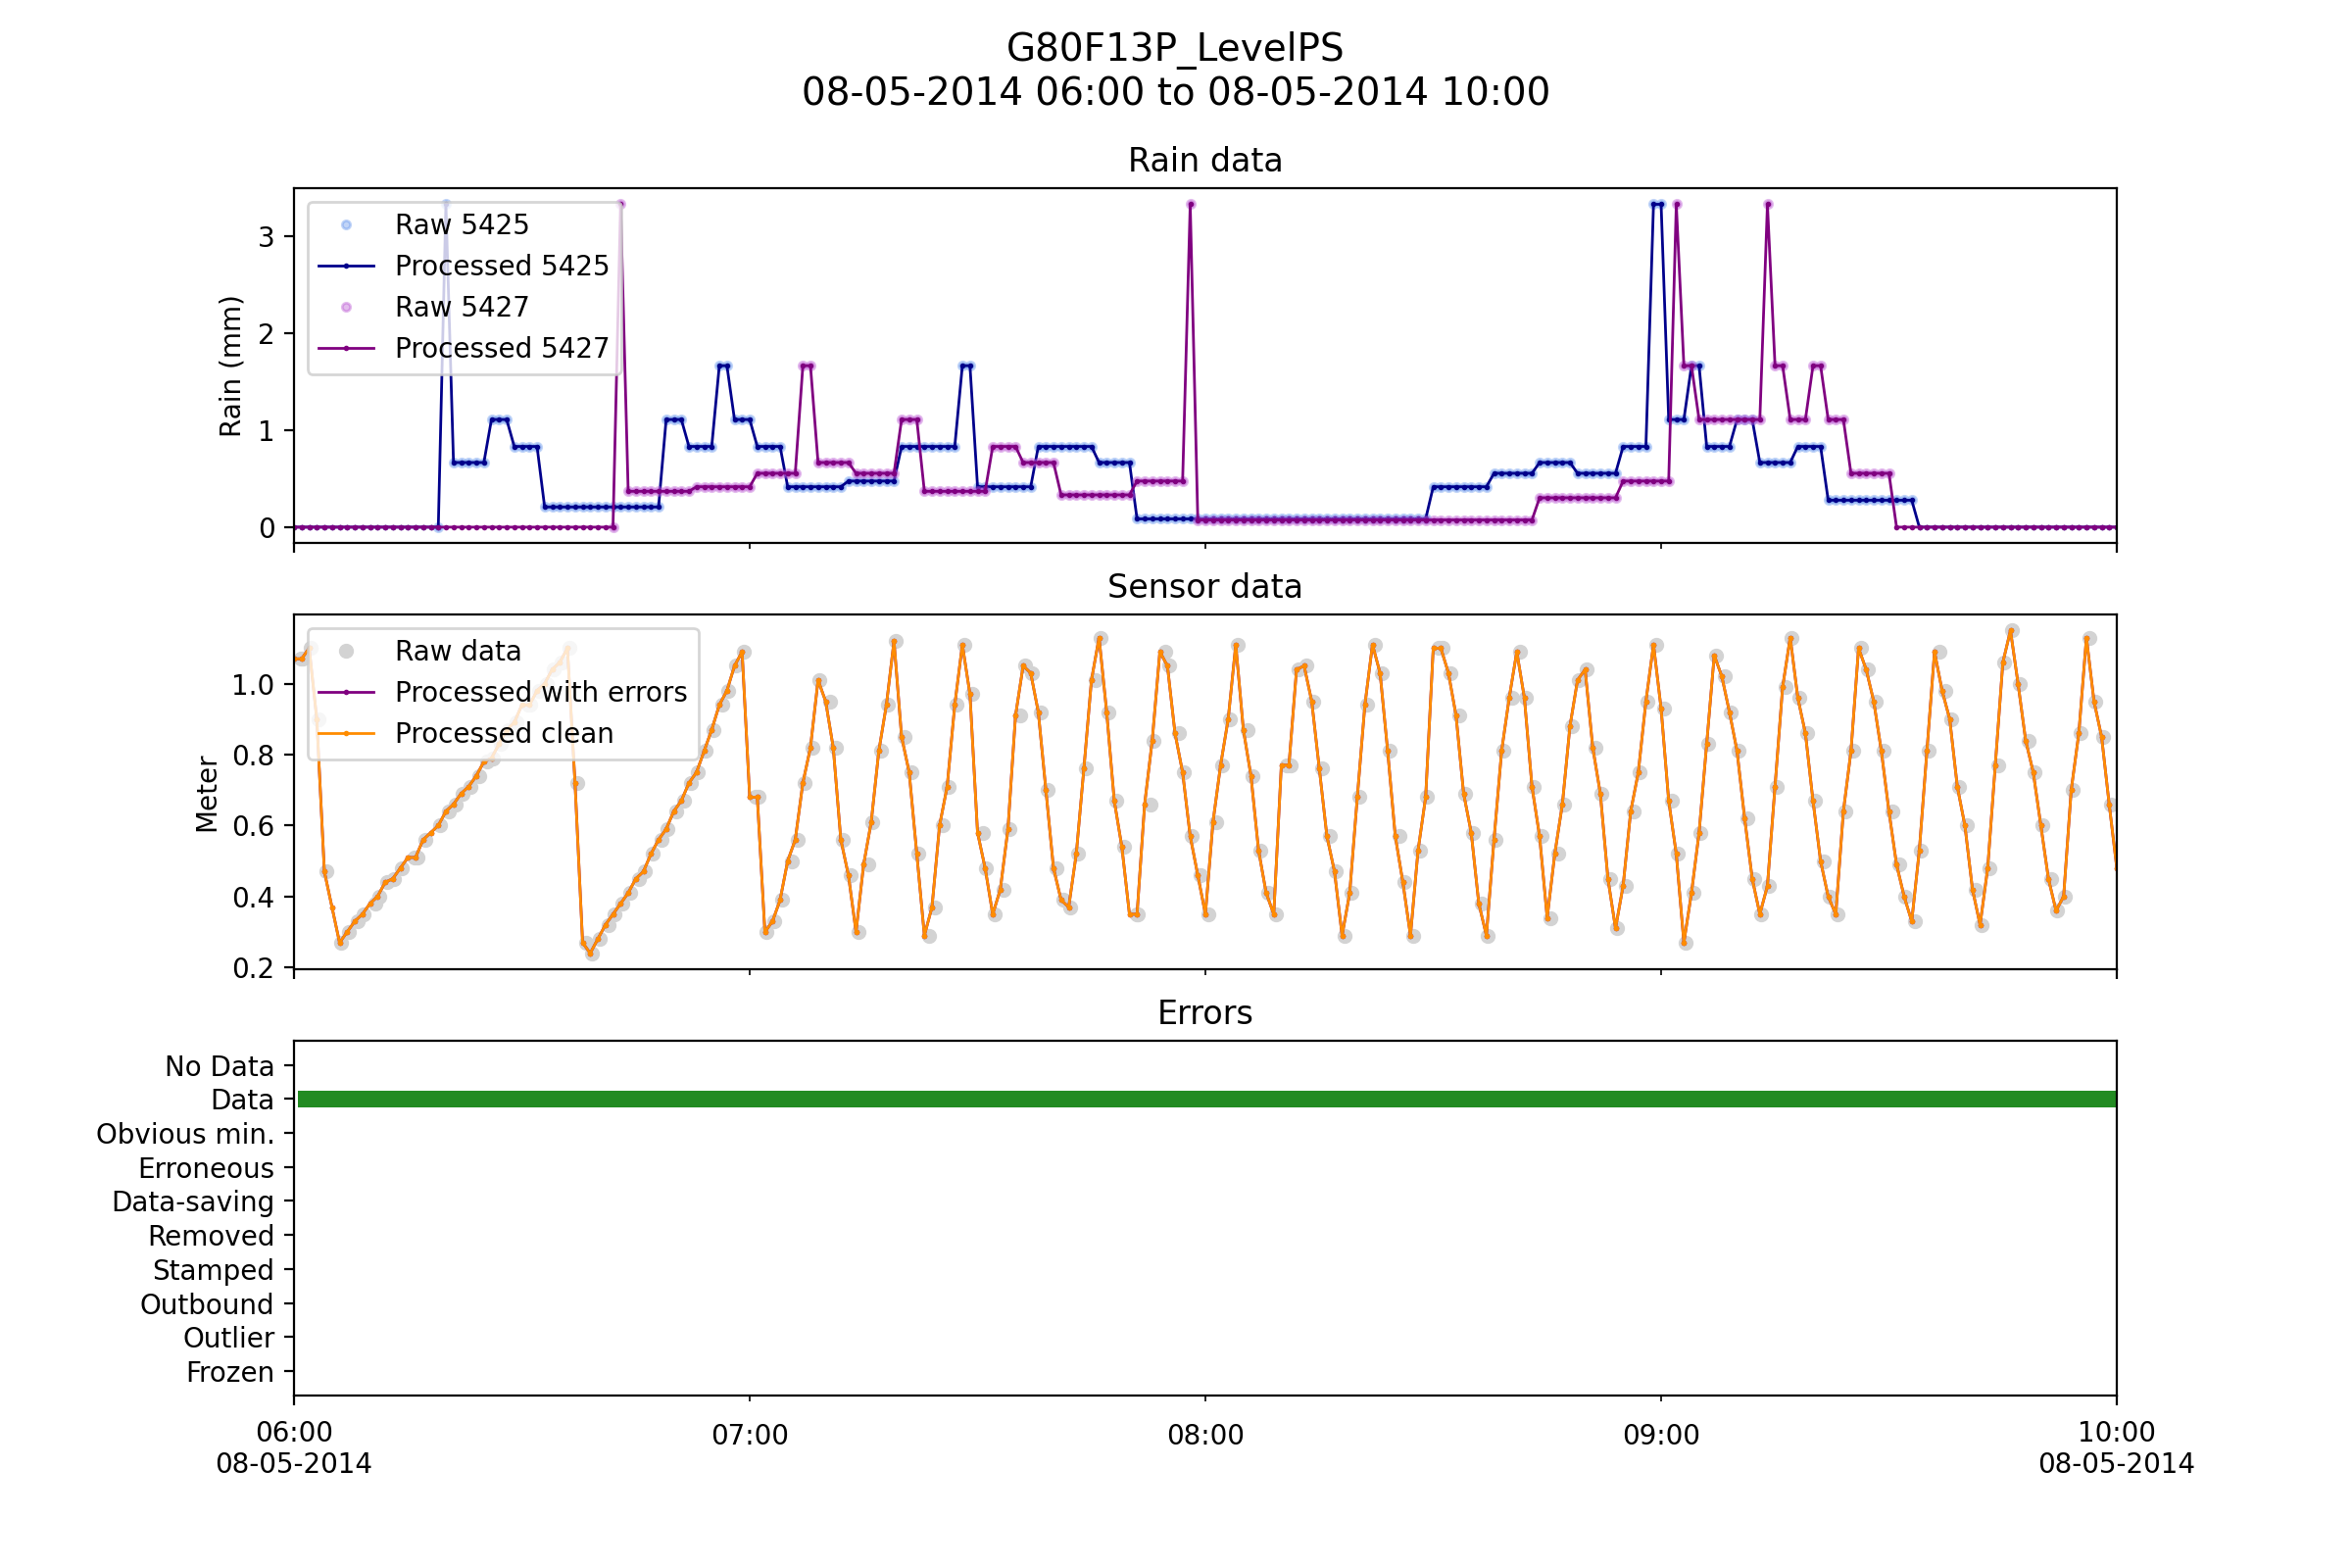 G80F13P_LevelPS
08-05-2014 06:00 to 08-05-2014 10:00
Rain data
Rain (mm)
3
2
1
0
Raw 5425
Processed 5425
Raw 5427
Processed 5427
Sensor data
Meter
1.0
0.8
0.6
0.4
0.2
Raw data
Processed with errors
Processed clean
Errors
No Data
Data
Obvious min.
Erroneous
Data-saving
Removed
Stamped
Outbound
Outlier
Frozen
06:00
08-05-2014
07:00
08:00
09:00
10:00
08-05-2014